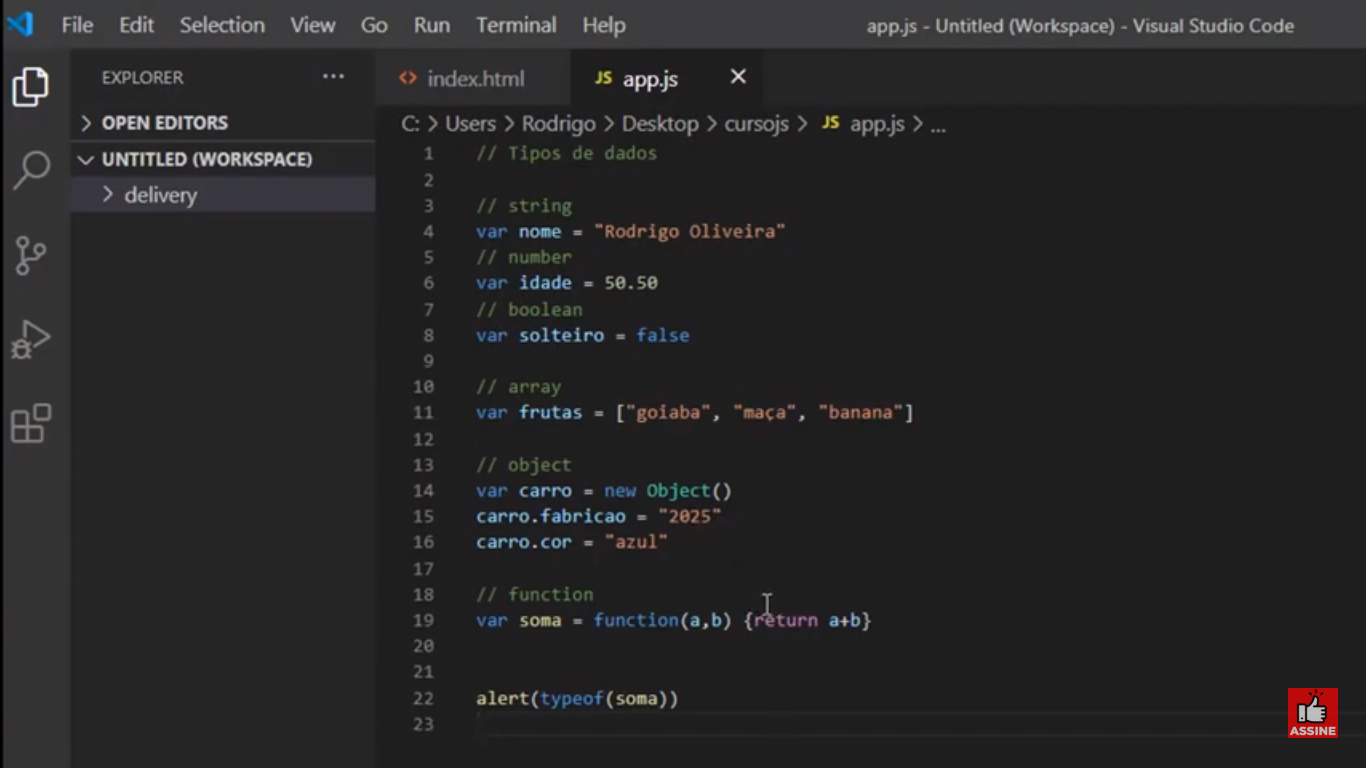 File Edit Selection View Go Run Terminal Help app.js - Untitled (Workspace) - Visual Studio Code
EXPLORER ...
OPEN EDITORS
UNTITLED (WORKSPACE)
delivery
<> index.html JS app.js ×
C: > Users > Rodrigo > Desktop > cursojs > JS app.js > ...
1 // Tipos de dados
2
3 // string
4 var nome = "Rodrigo Oliveira"
5 // number
6 var idade = 50.50
7 // boolean
8 var solteiro = false
9
10 // array
11 var frutas = ["goiaba", "maça", "banana"]
12
13 // object
14 var carro = new Object()
15 carro.fabricao = "2025"
16 carro.cor = "azul"
17
18 // function
19 var soma = function(a,b) {return a+b}
20
21
22 alert(typeof(soma))
23
ASSINE